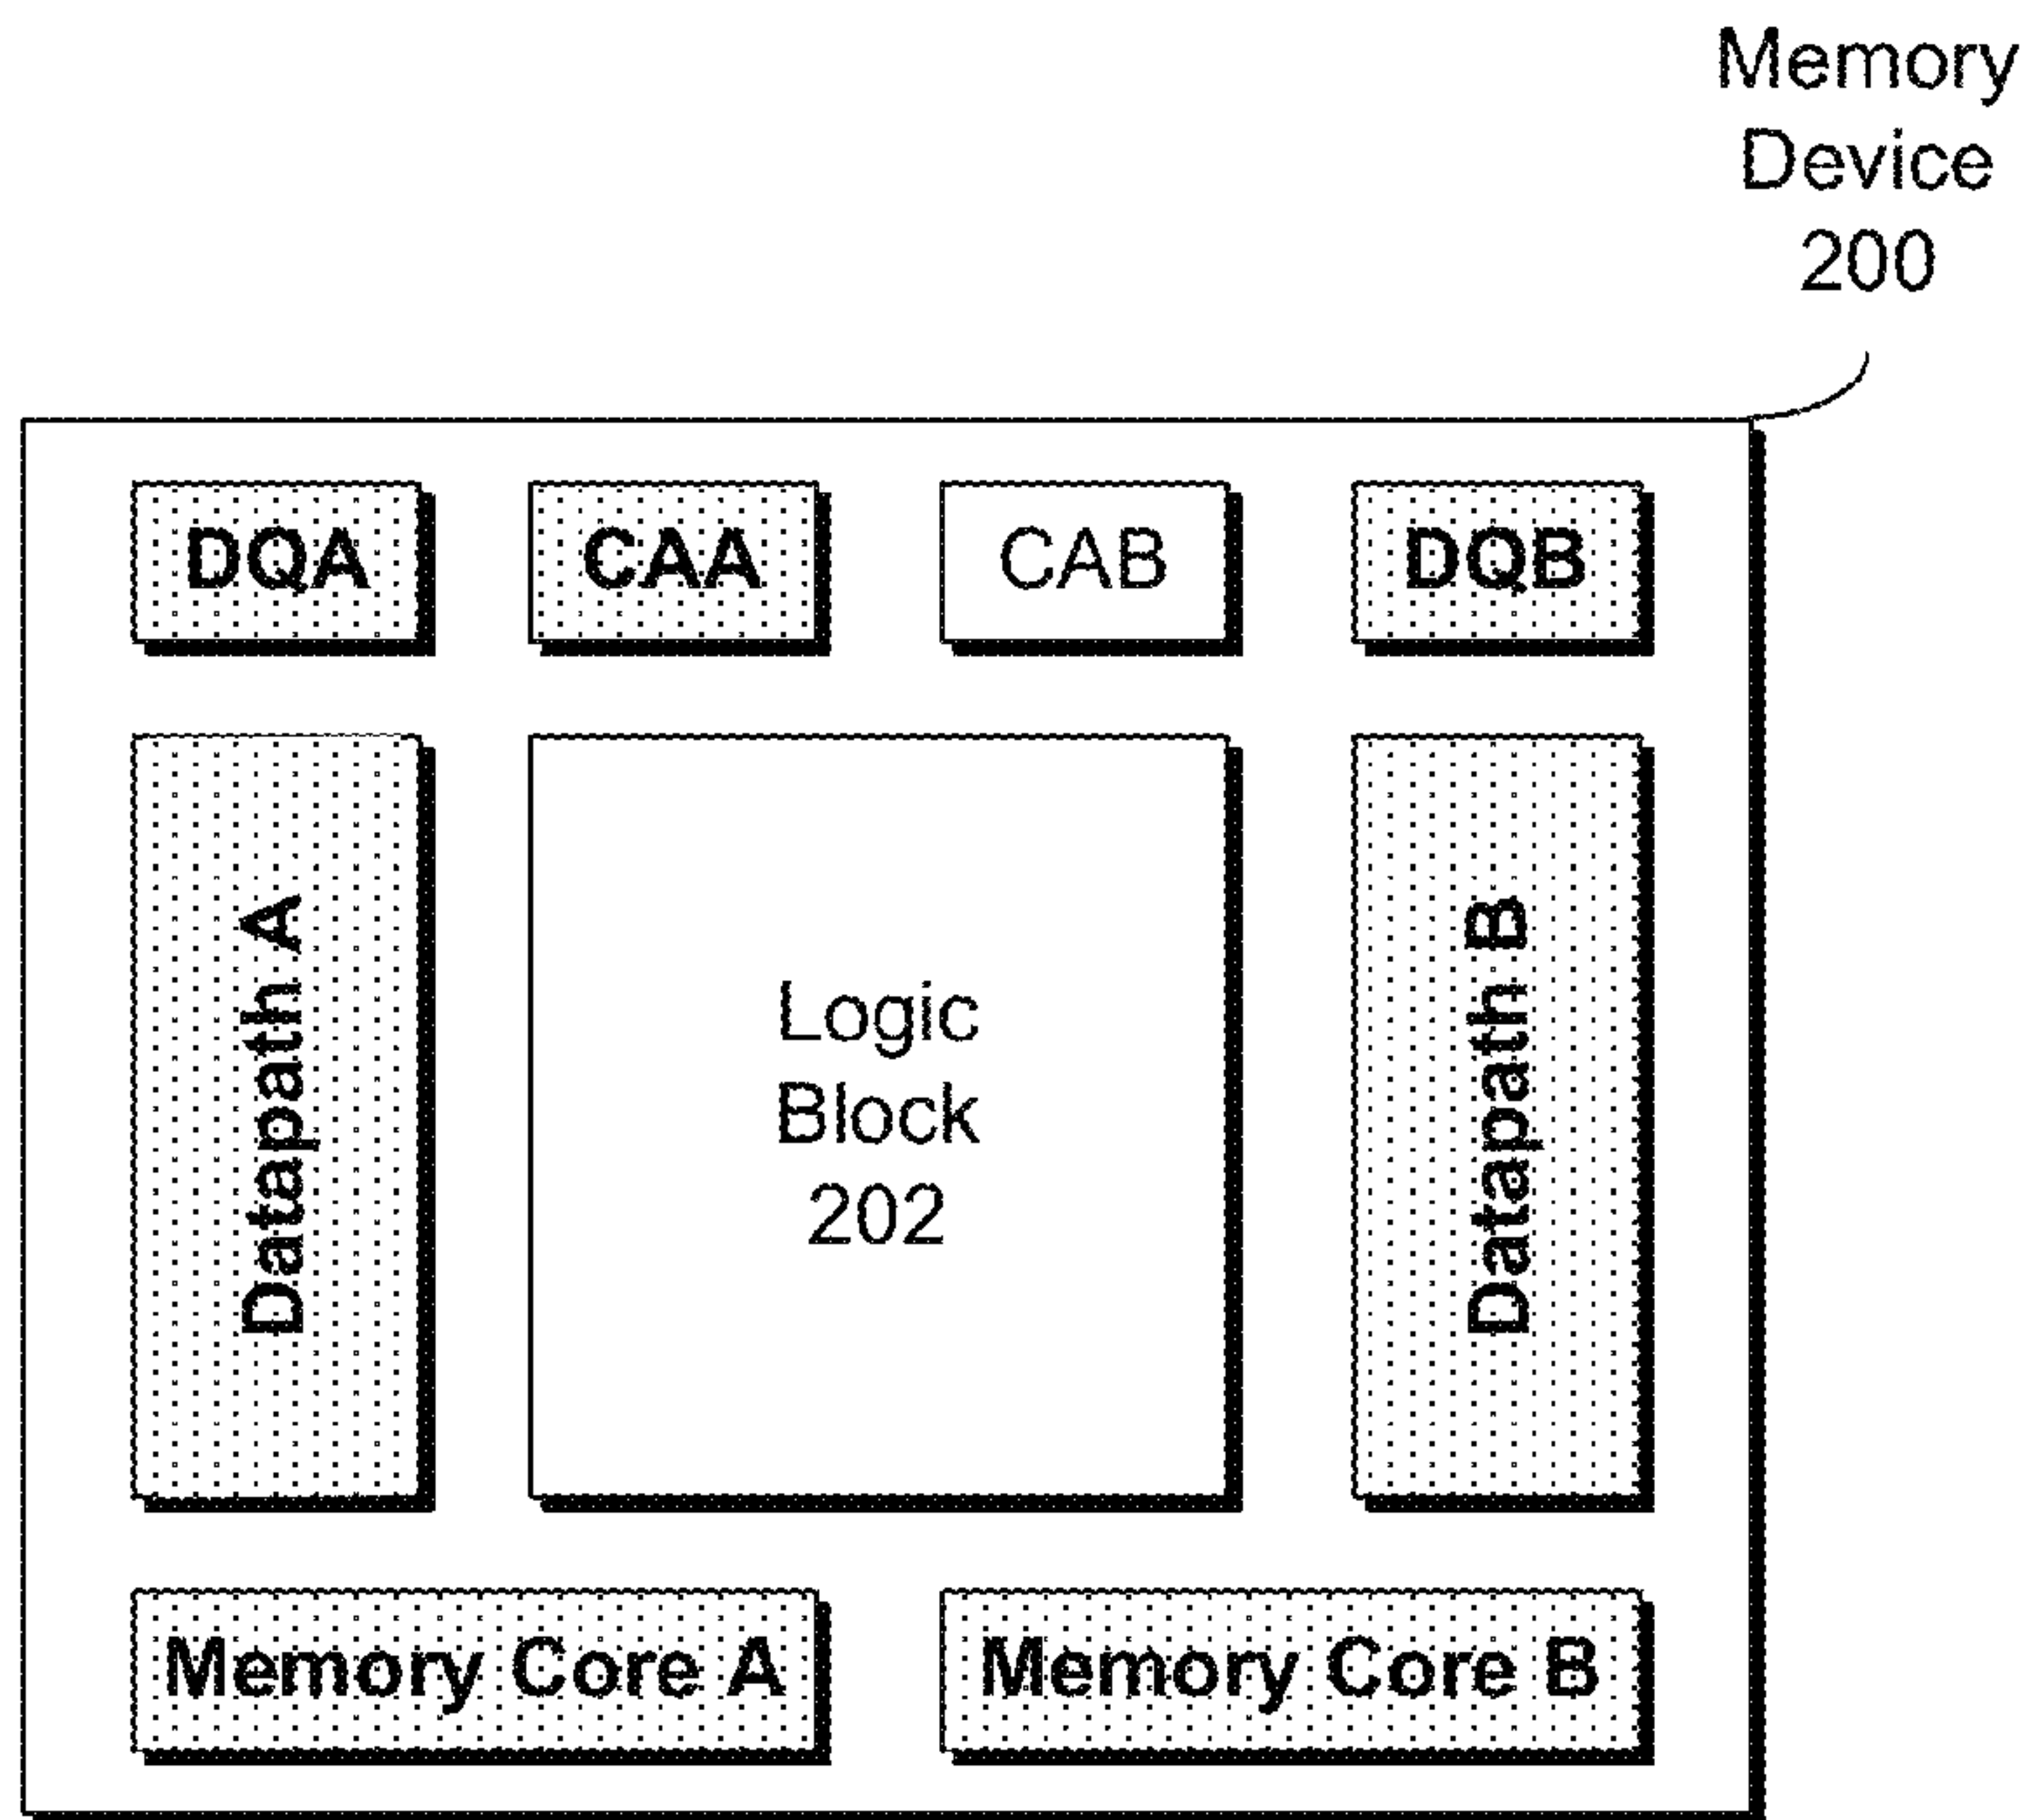 Memory
Device
200
DQA
CAA
CAB
DQB
Datapath A
Logic
Block
202
Datapath B
Memory Core A
Memory Core B